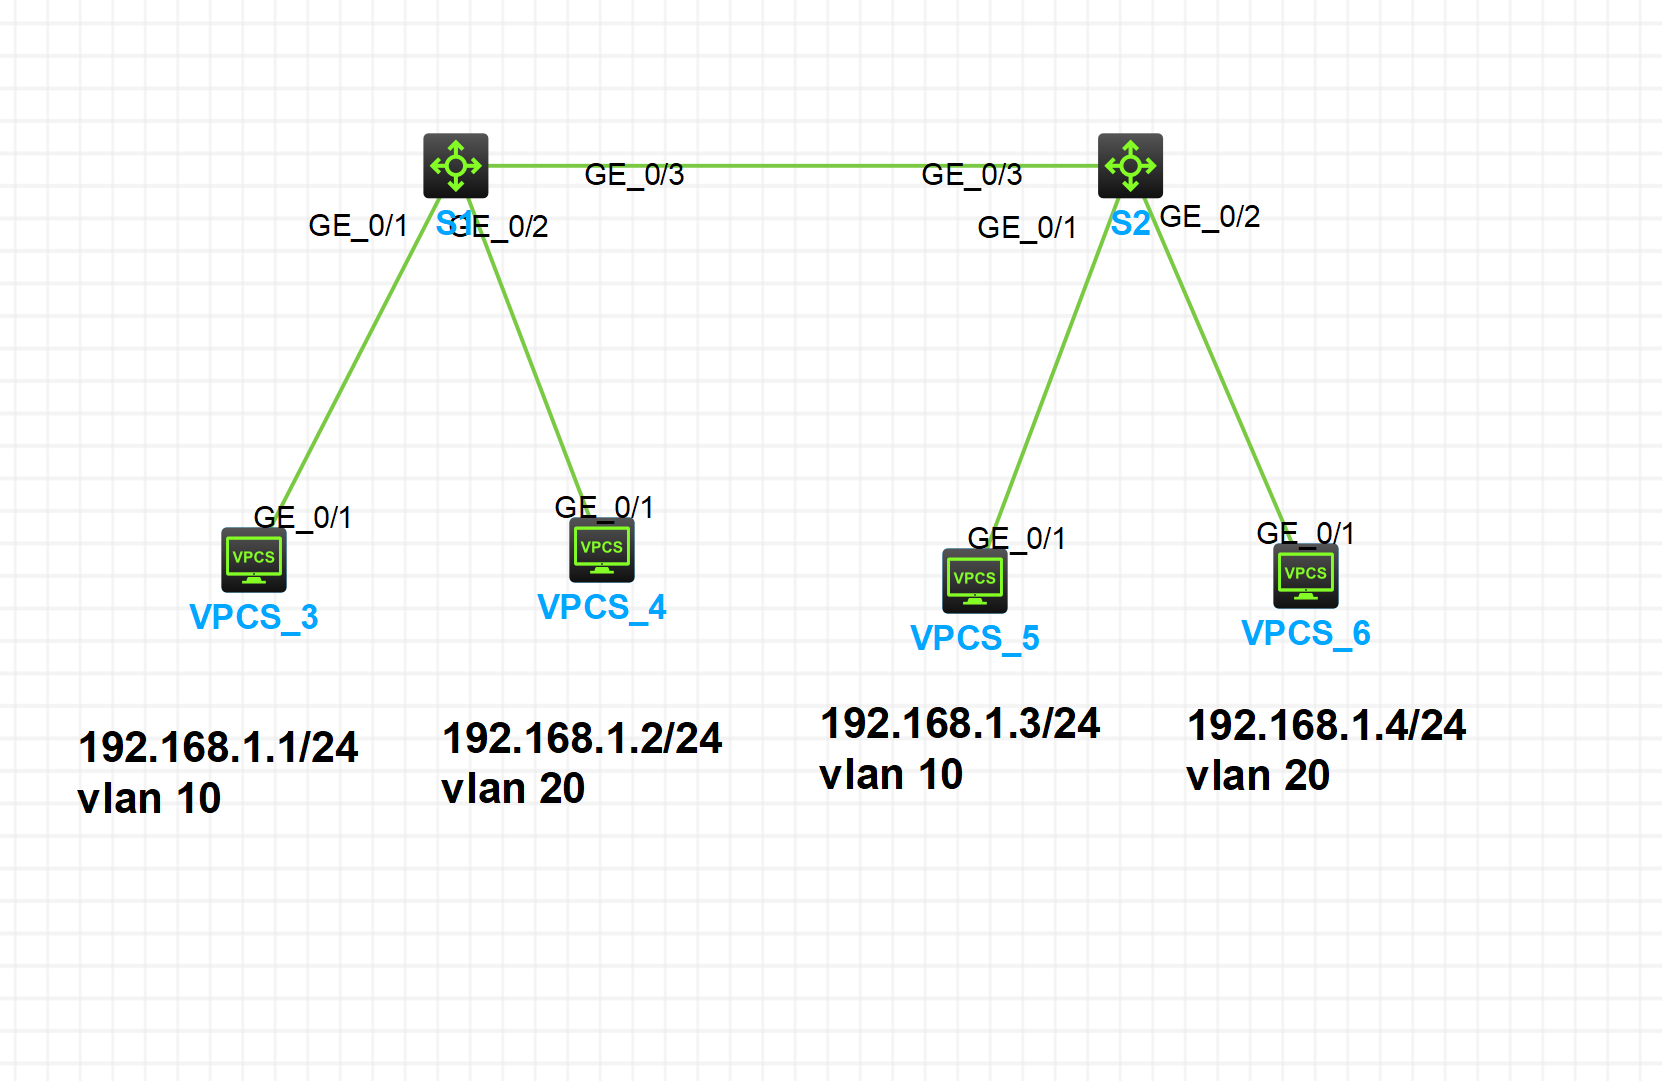 GE_0/3
GE_0/3
GE_0/1
S1
GE_0/2
GE_0/1
S2
GE_0/2
GE_0/1
GE_0/1
GE_0/1
GE_0/1
VPCS
VPCS
VPCS
VPCS
VPCS_3
VPCS_4
VPCS_5
VPCS_6
192.168.1.1/24
vlan 10
192.168.1.2/24
vlan 20
192.168.1.3/24
vlan 10
192.168.1.4/24
vlan 20